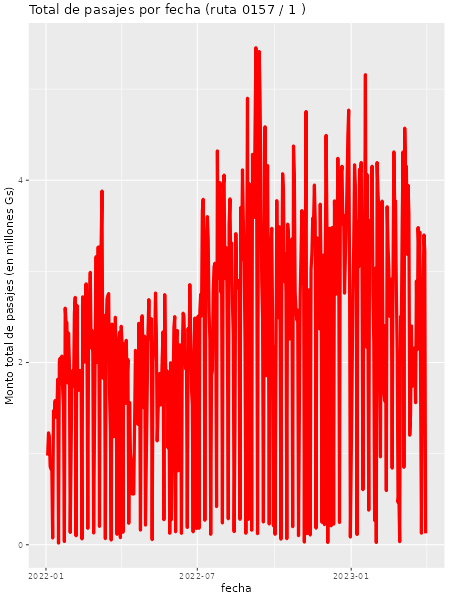 Total de pasajes por fecha (ruta 0157 / 1 )
Monto total de pasajes (en millones Gs)
4
2
0
2022-01
2022-07
2023-01
fecha